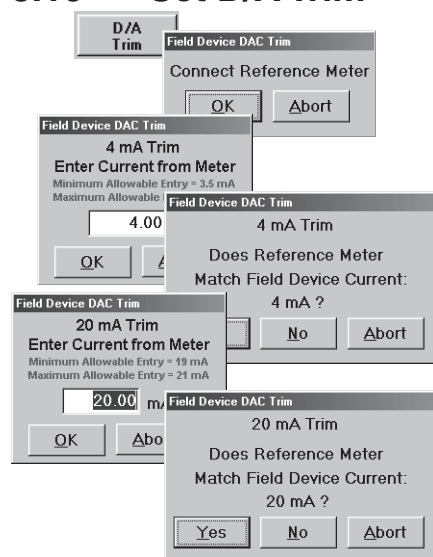 D/A
Trim
Field Device DAC Trim
Connect Reference Meter
OK
Abort
Field Device DAC Trim
4 mA Trim
Enter Current from Meter
Minimum Allowable Entry = 3.5 mA
Maximum Allowable
4.00
OK
Field Device DAC Trim
4 mA Trim
Does Reference Meter
Match Field Device Current:
4 mA ?
No
Abort
Field Device DAC Trim
20 mA Trim
Enter Current from Meter
Minimum Allowable Entry = 19 mA
Maximum Allowable Entry = 21 mA
20.00 m
OK
Abo
Field Device DAC Trim
20 mA Trim
Does Reference Meter
Match Field Device Current:
20 mA ?
Yes
No
Abort